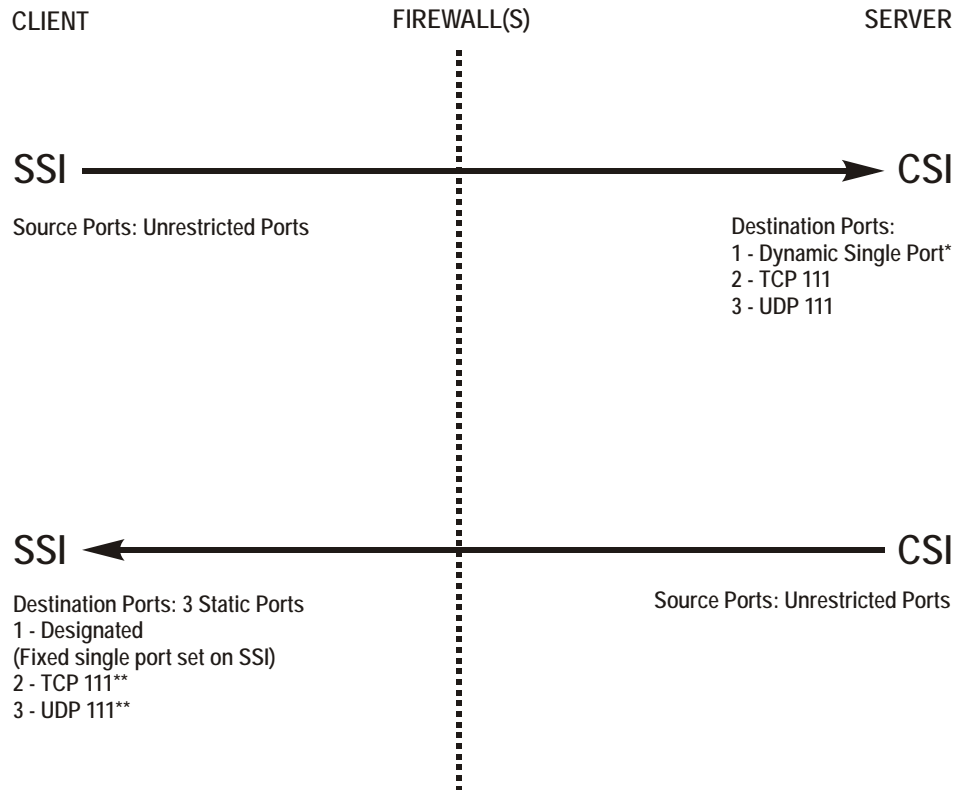 CLIENT
FIREWALL(S)
SERVER
SSI
CSI
Source Ports: Unrestricted Ports
Destination Ports:
1 - Dynamic Single Port*
2 - TCP 111
3 - UDP 111
SSI
CSI
Destination Ports: 3 Static Ports
1 - Designated
(Fixed single port set on SSI)
2 - TCP 111**
3 - UDP 111**
Source Ports: Unrestricted Ports